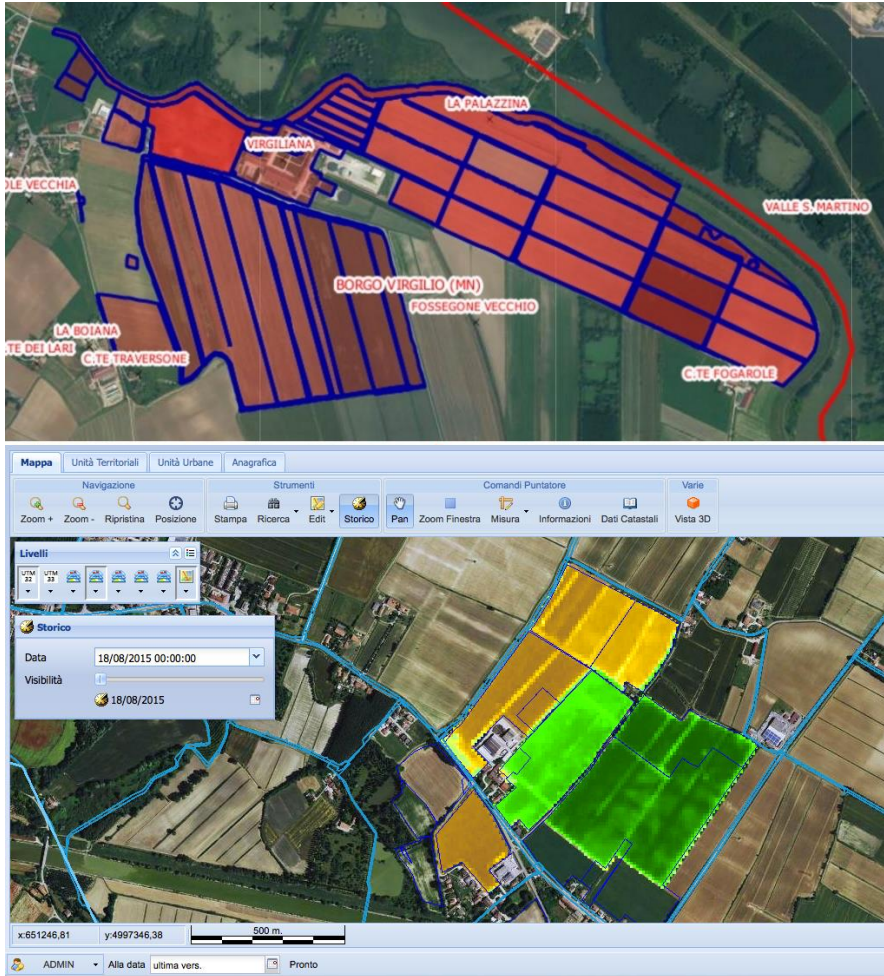 LA PALAZZINA
VIRGILIANA
OLE VECCHIA
VALLE S. MARTINO
BORGO VIRGILIO (MN)
FOSSEGONE VECCHIO
LA BOIANA
TE DEI LARI
C.TE TRAVERSONE
C.TE FOGAROLE
Mappa Unità Territoriali Unità Urbane Anagrafica
Navigazione Strumenti Comandi Puntatore Varie
Zoom + Zoom - Ripristina Posizione Stampa Ricerca Edit Storico Pan Zoom Finestra Misura Informazioni Dati Catastali Vista 3D
Livelli
UTM 32 UTM 33
Storico
Data 18/08/2015 00:00:00
Visibilità
18/08/2015
x:651246,81 y:4997346,38 500 m.
ADMIN Alla data ultima vers. Pronto